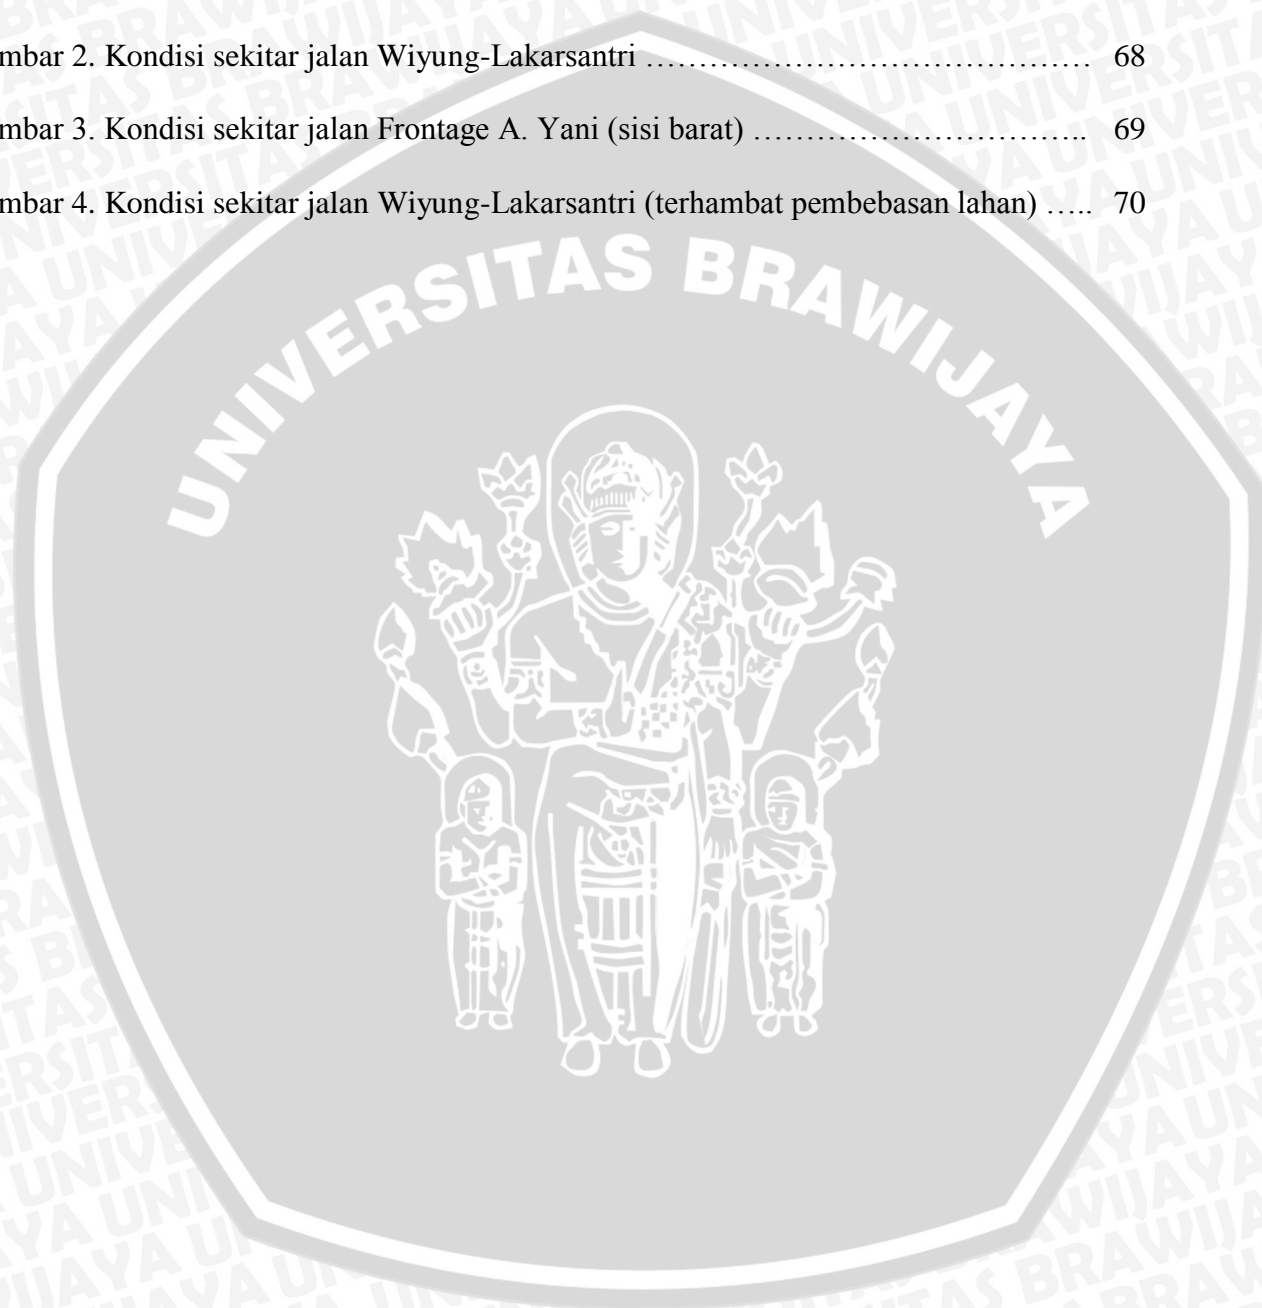 mbar 2. Kondisi sekitar jalan Wiyung-Lakarsantri …………………………………… 68
mbar 3. Kondisi sekitar jalan Frontage A. Yani (sisi barat) ………………………….. 69
mbar 4. Kondisi sekitar jalan Wiyung-Lakarsantri (terhambat pembebasan lahan) ….. 70
UNIVERSITAS BRAWIJAYA